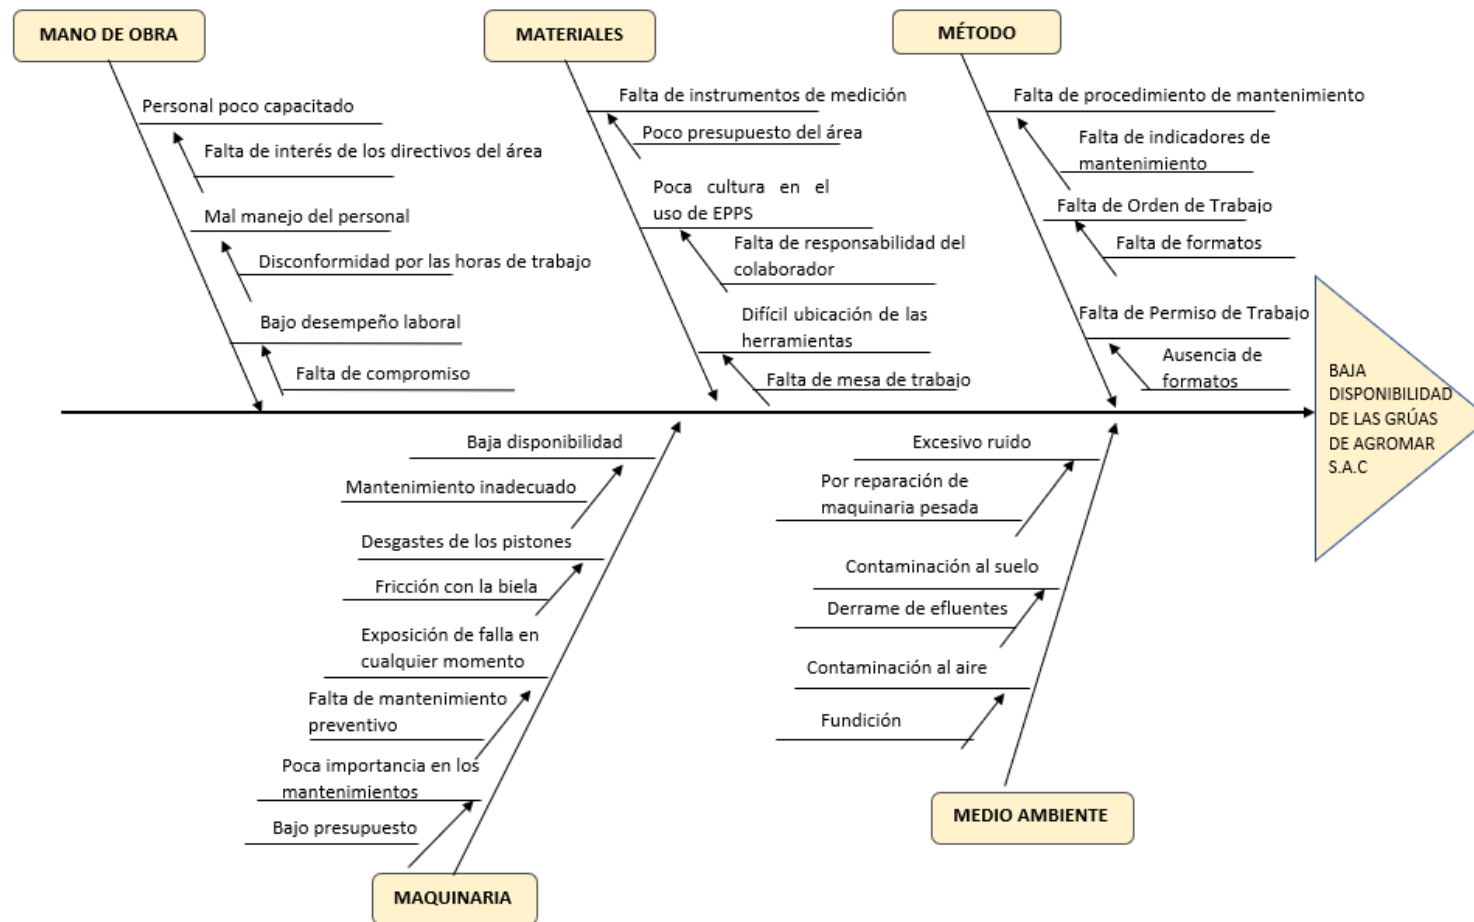 MANO DE OBRA
Personal poco capacitado
Falta de interés de los directivos del área
Mal manejo del personal
Disconformidad por las horas de trabajo
Bajo desempeño laboral
Falta de compromiso
MATERIALES
Falta de instrumentos de medición
Poco presupuesto del área
Poca cultura en el
uso de EPPS
Falta de responsabilidad del
colaborador
Difícil ubicación de las
herramientas
Falta de mesa de trabajo
MÉTODO
Falta de procedimiento de mantenimiento
Falta de indicadores de
mantenimiento
Falta de Orden de Trabajo
Falta de formatos
Falta de Permiso de Trabajo
Ausencia de
formatos
BAJA
DISPONIBILIDAD
DE LAS GRÚAS
DE AGROMAR
S.A.C
Baja disponibilidad
Mantenimiento inadecuado
Desgastes de los pistones
Fricción con la biela
Exposición de falla en
cualquier momento
Falta de mantenimiento
preventivo
Poca importancia en los
mantenimientos
Bajo presupuesto
MAQUINARIA
Excesivo ruido
Por reparación de
maquinaria pesada
Contaminación al suelo
Derrame de efluentes
Contaminación al aire
Fundición
MEDIO AMBIENTE